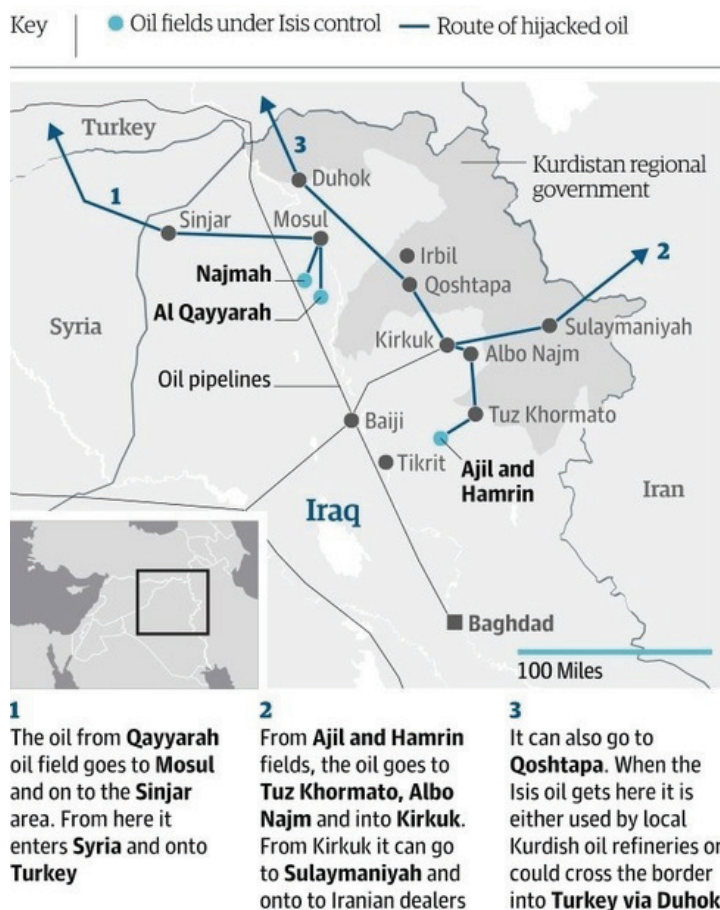 Key
Oil fields under Isis control
Route of hijacked oil
Turkey
3
Duhok
Kurdistan regional
government
1
Sinjar
Mosul
Irbil
2
Najmah
Qoshtapa
Al Qayyarah
Syria
Kirkuk
Sulaymaniyah
Albo Najm
Oil pipelines
Baiji
Tuz Khormato
Tikrit
Ajil and
Hamrin
Iran
Iraq
Baghdad
100 Miles
1
The oil from Qayyarah
oil field goes to Mosul
and on to the Sinjar
area. From here it
enters Syria and onto
Turkey
2
From Ajil and Hamrin
fields, the oil goes to
Tuz Khormato, Albo
Najm and into Kirkuk.
From Kirkuk it can go
to Sulaymaniyah and
onto to Iranian dealers
3
It can also go to
Qoshtapa. When the
Isis oil gets here it is
either used by local
Kurdish oil refineries or
could cross the border
into Turkey via Duhok